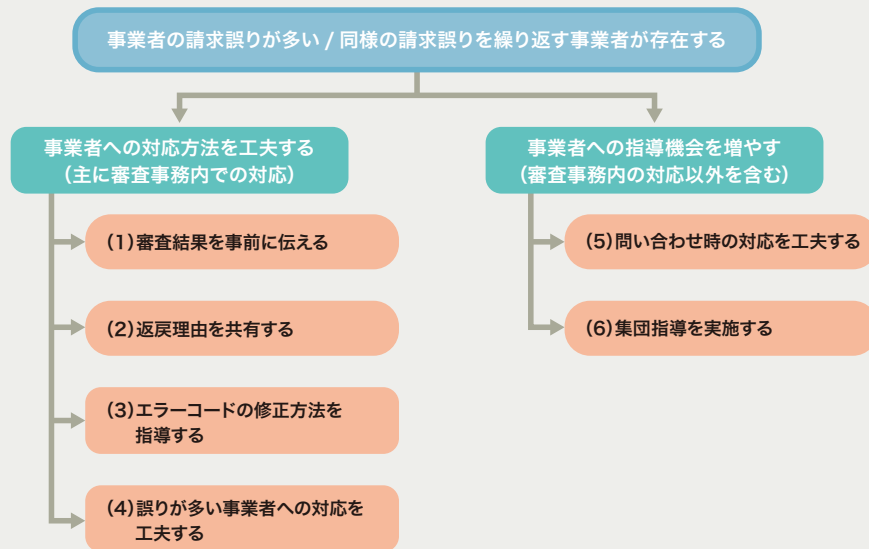 事業者の請求誤りが多い / 同様の請求誤りを繰り返す事業者が存在する
事業者への対応方法を工夫する
（主に審査事務内での対応）
(1)審査結果を事前に伝える
(2)返戻理由を共有する
(3)エラーコードの修正方法を
指導する
(4)誤りが多い事業者への対応を
工夫する
事業者への指導機会を増やす
（審査事務内の対応以外を含む）
(5)問い合わせ時の対応を工夫する
(6)集団指導を実施する